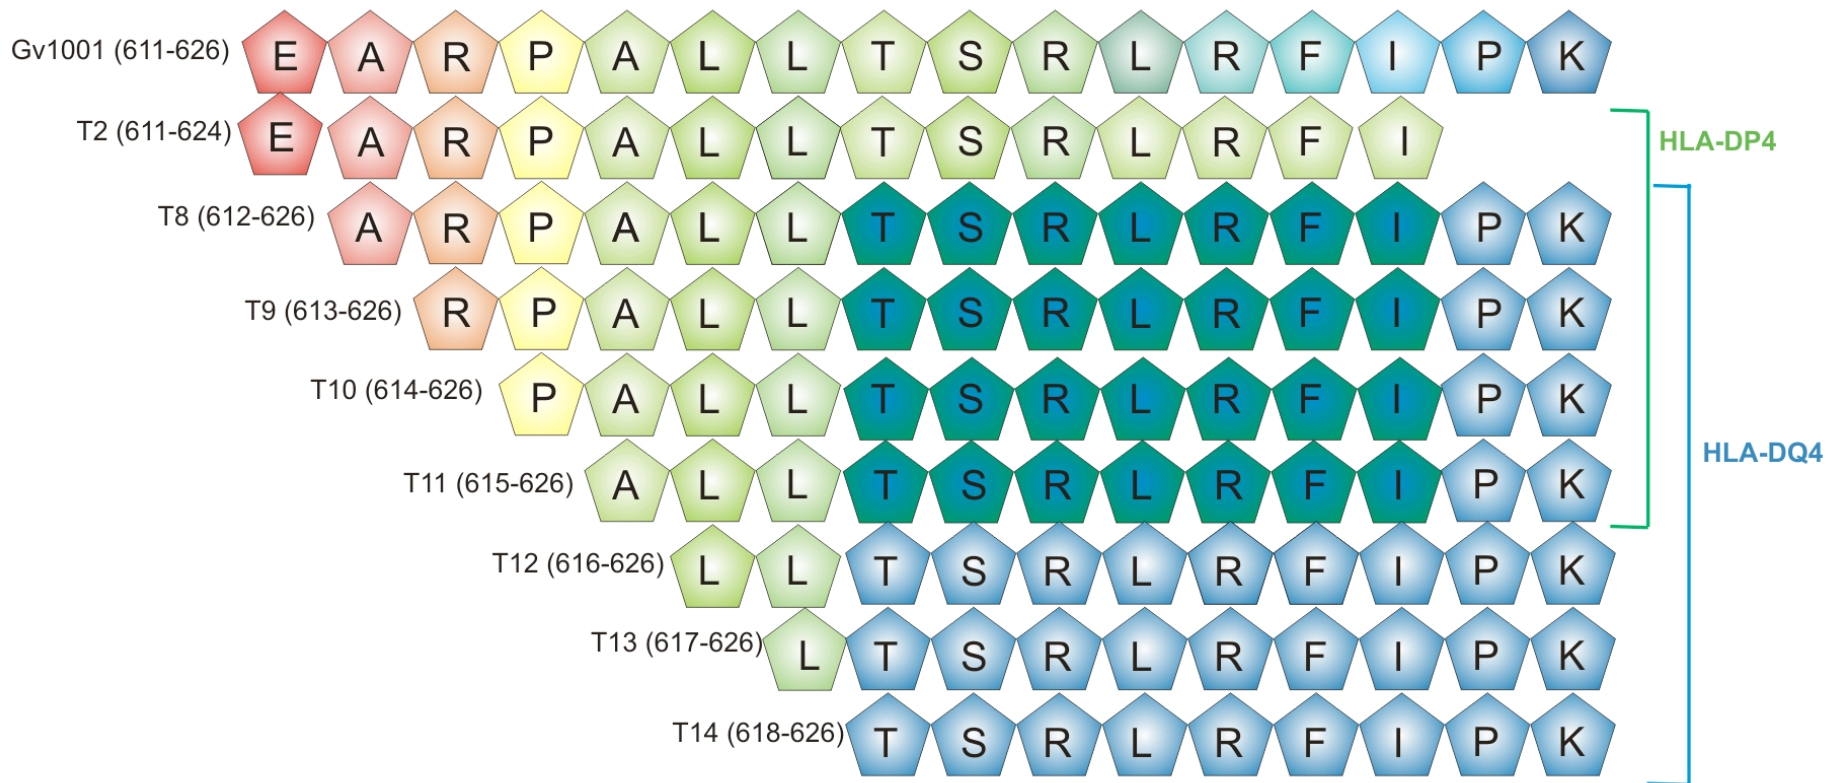 Gv1001 (611-626) E A R P A L L T S R L R F I P K
T2 (611-624) E A R P A L L T S R L R F I
HLA-DP4
T8 (612-626) A R P A L L T S R L R F I P K
T9 (613-626) R P A L L T S R L R F I P K
T10 (614-626) P A L L T S R L R F I P K
T11 (615-626) A L L T S R L R F I P K
HLA-DQ4
T12 (616-626) L L T S R L R F I P K
T13 (617-626) L T S R L R F I P K
T14 (618-626) T S R L R F I P K